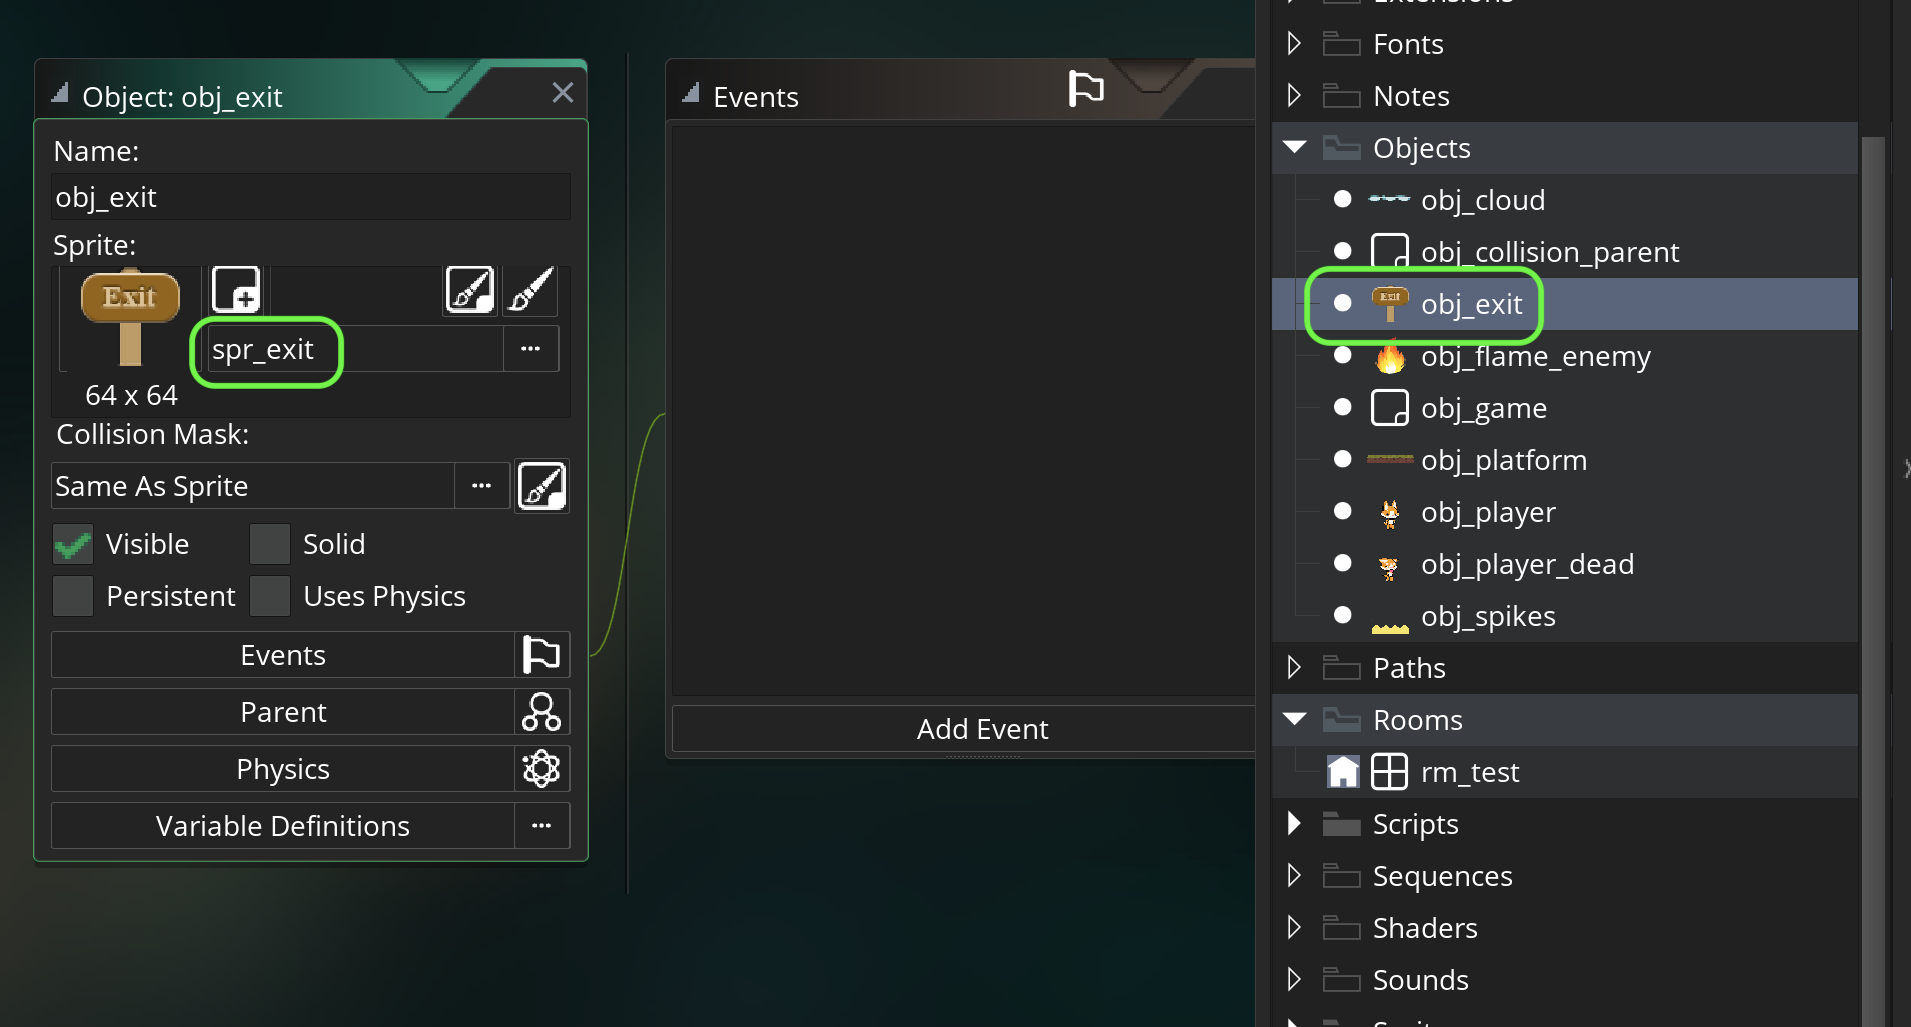 Object: obj_exit
Name:
obj_exit
Sprite:
Exit
spr_exit
64 x 64
Collision Mask:
Same As Sprite
Visible
Solid
Persistent
Uses Physics
Events
Parent
Physics
Variable Definitions
Events
Add Event
Extensions
Fonts
Notes
Objects
obj_cloud
obj_collision_parent
Exit
obj_exit
obj_flame_enemy
obj_game
obj_platform
obj_player
obj_player_dead
obj_spikes
Paths
Rooms
rm_test
Scripts
Sequences
Shaders
Sounds